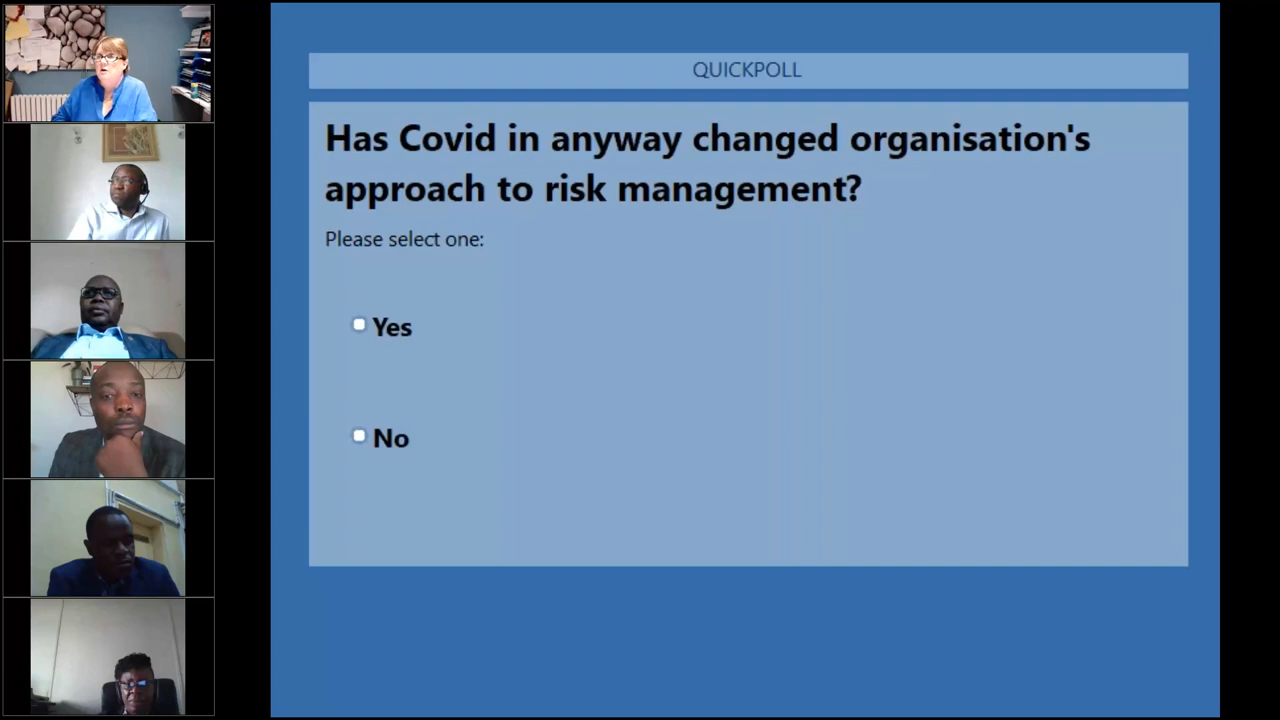 QUICKPOLL
Has Covid in anyway changed organisation's
approach to risk management?
Please select one:
Yes
No